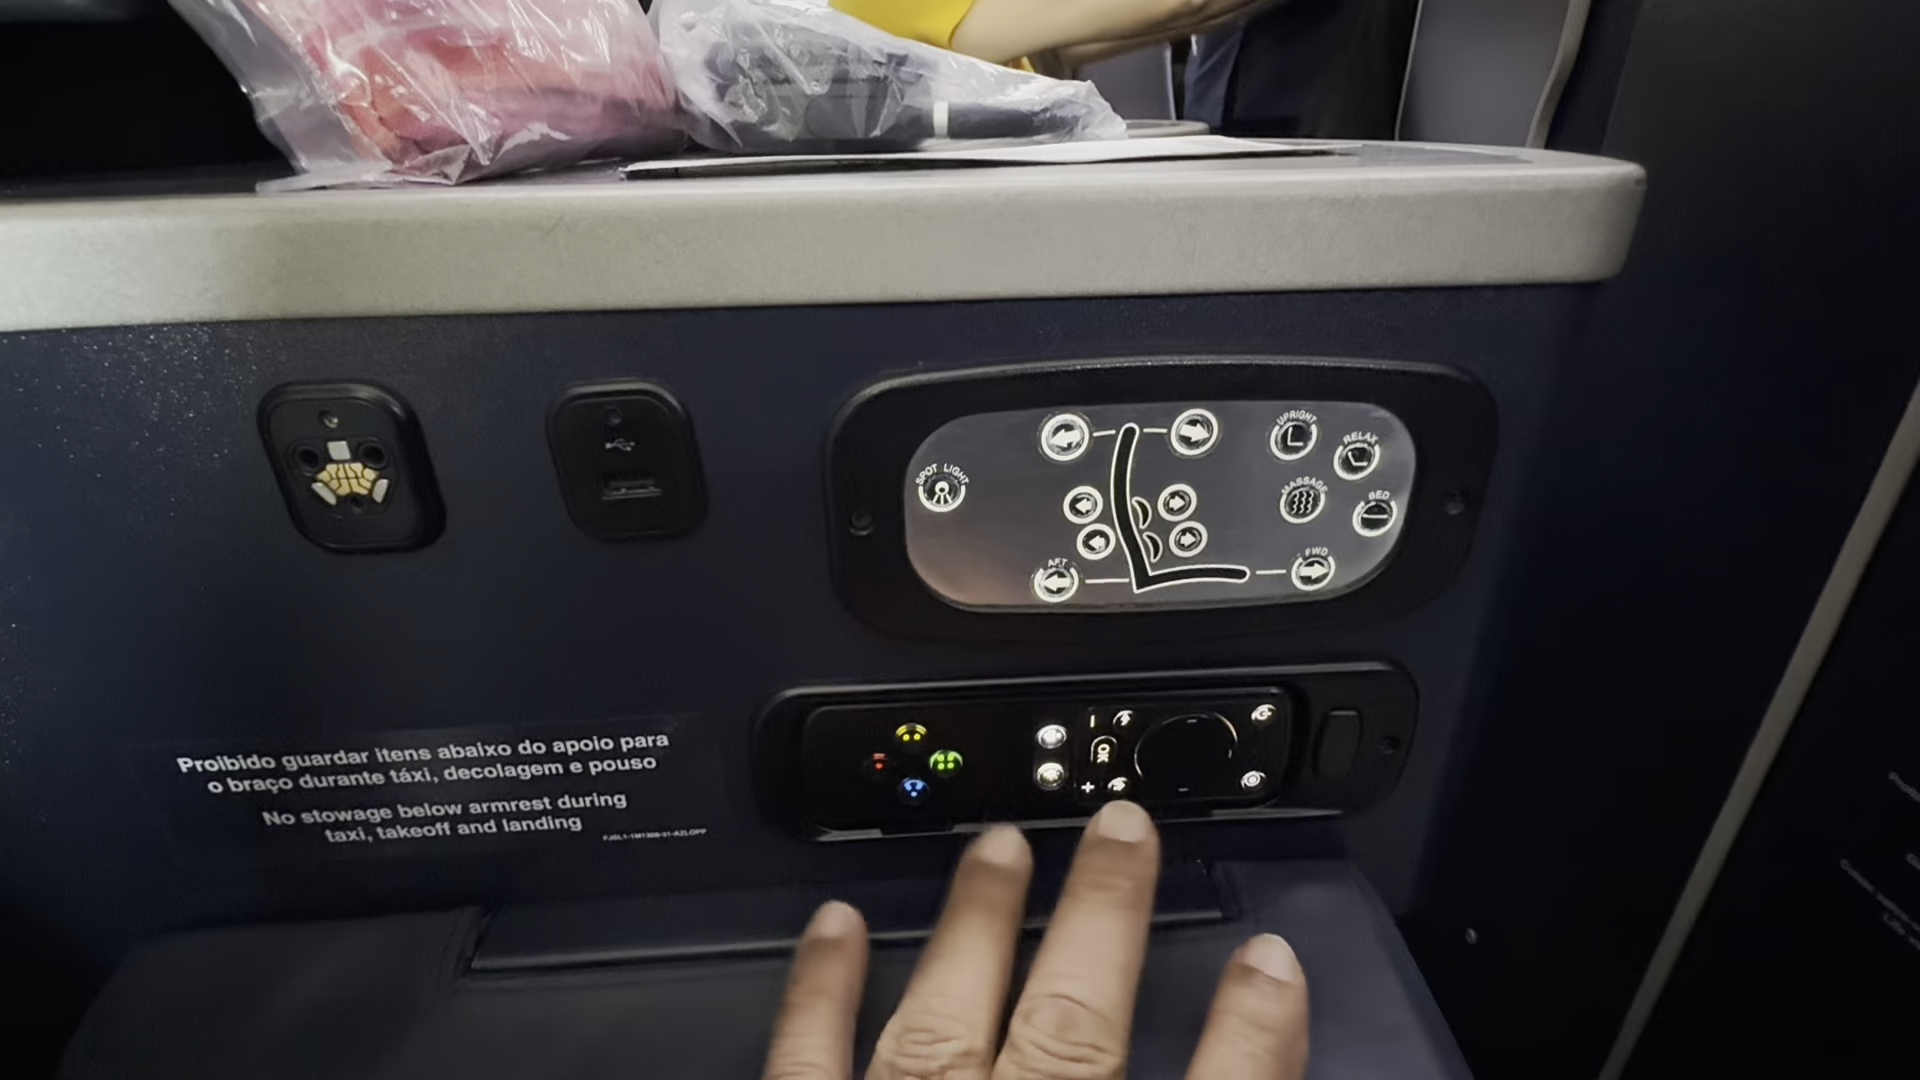 SPOT LIGHT
UPRIGHT
RELAX
MASSAGE
BED
AFT
FWD
OK
Proibido guardar itens abaixo do apoio para
o braço durante táxi, decolagem e pouso
No stowage below armrest during
taxi, takeoff and landing